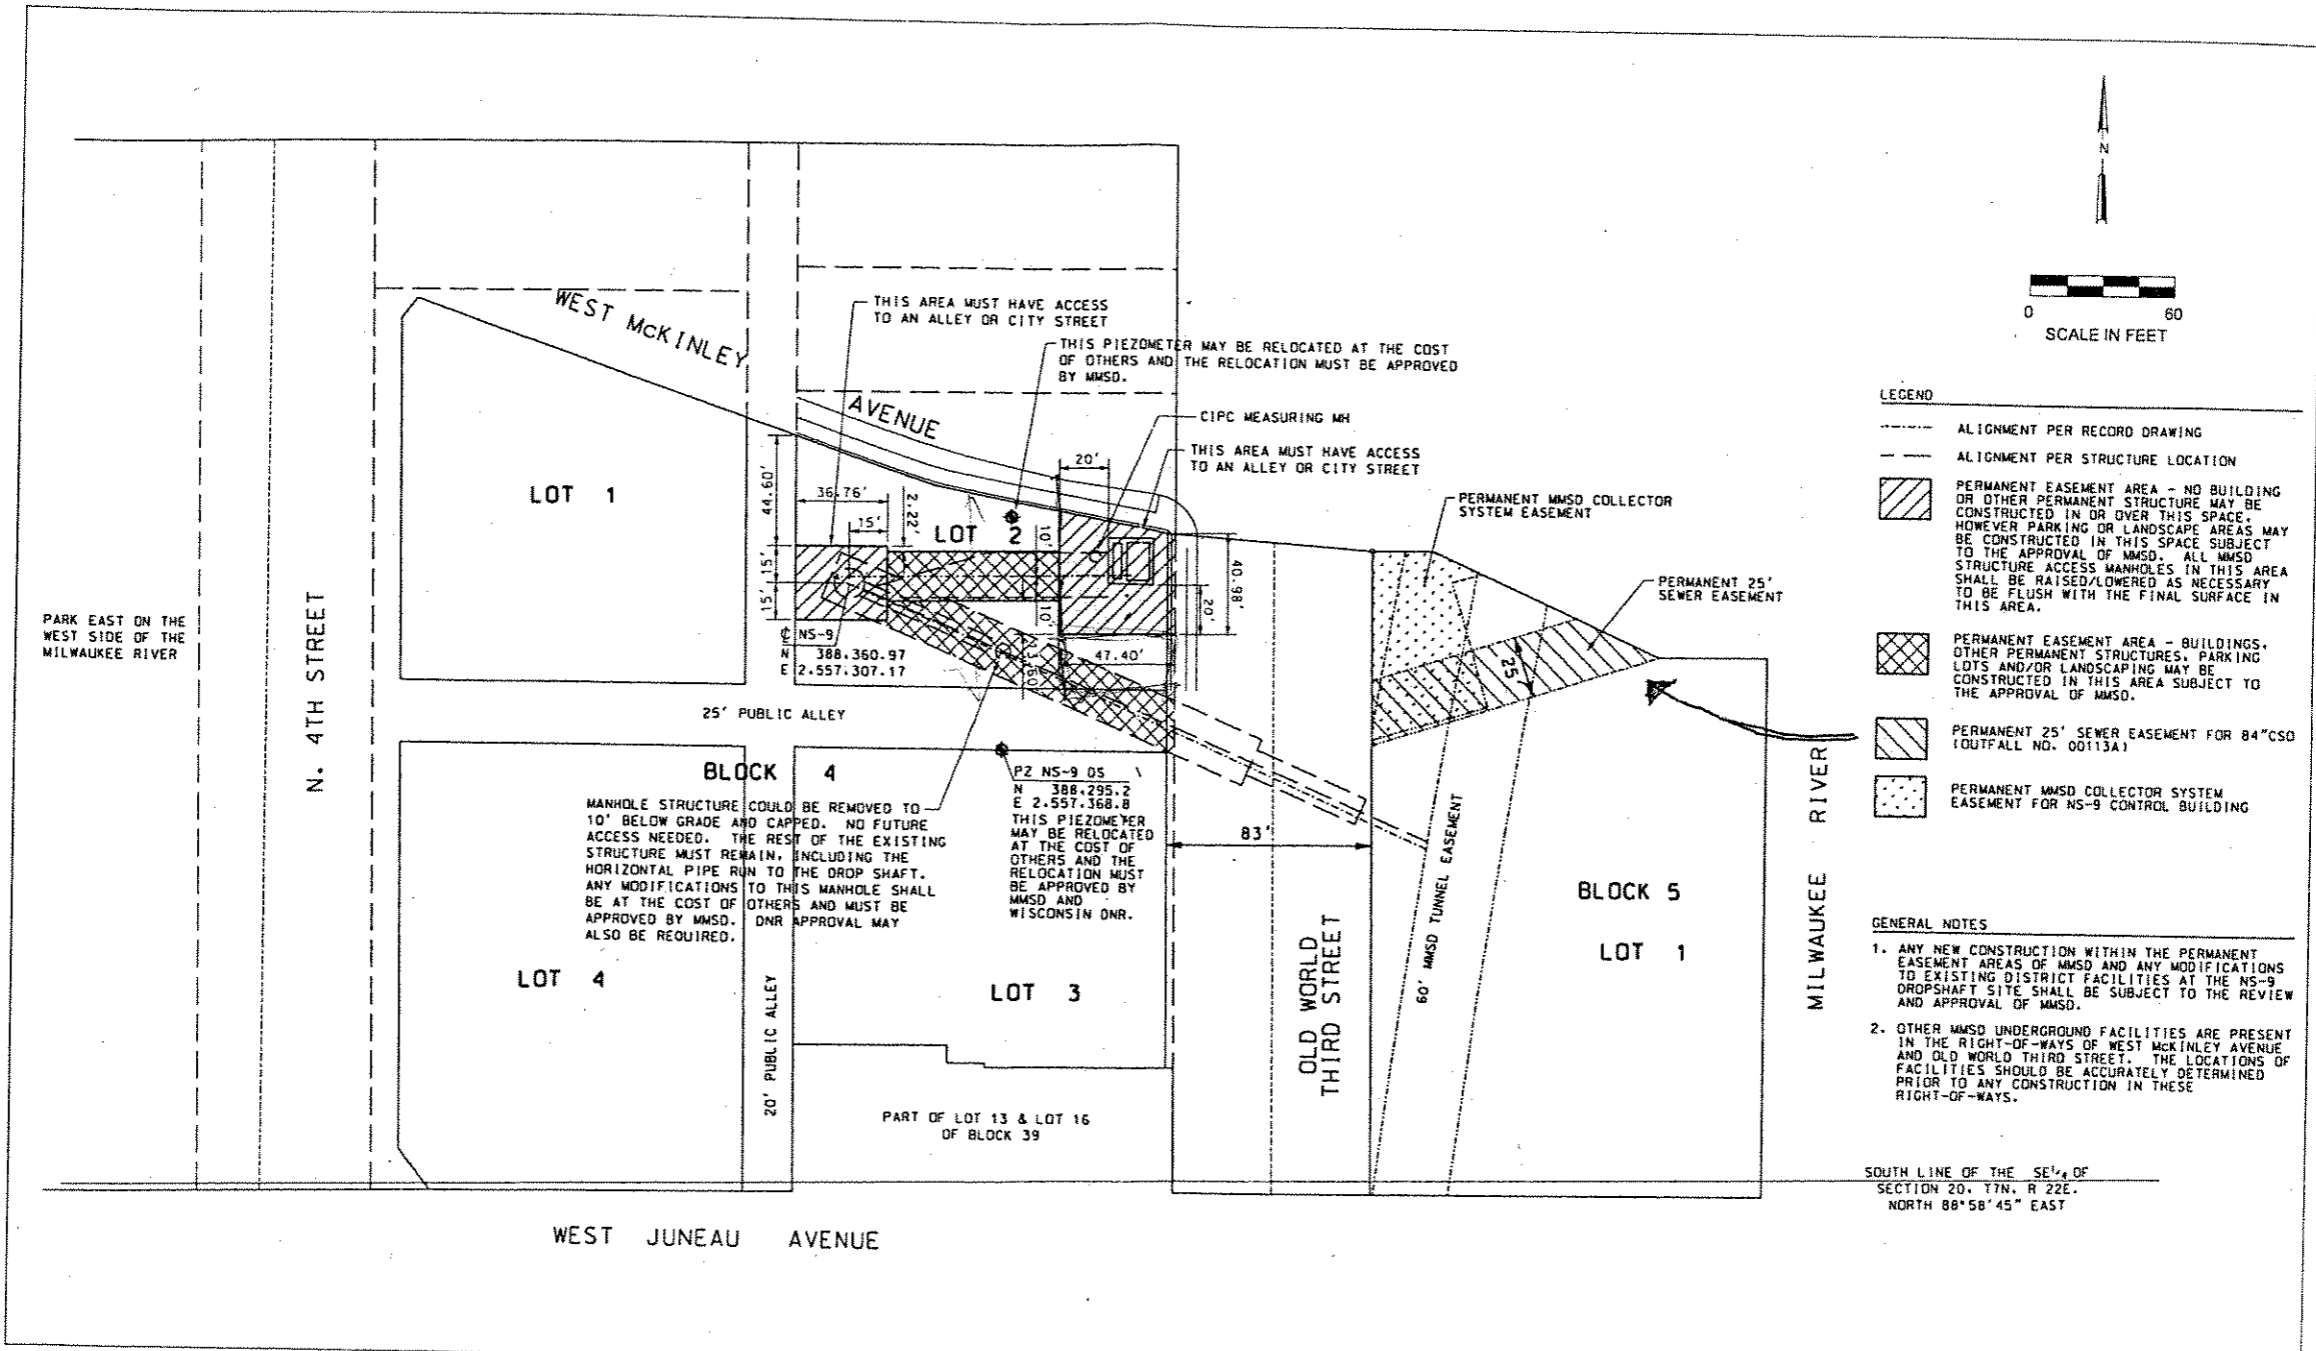 N
0 60
SCALE IN FEET
WEST McKINLEY
AVENUE
THIS AREA MUST HAVE ACCESS
TO AN ALLEY OR CITY STREET
THIS PIEZOMETER MAY BE RELOCATED AT THE COST
OF OTHERS AND THE RELOCATION MUST BE APPROVED
BY MMSD.
CIPC MEASURING MH
THIS AREA MUST HAVE ACCESS
TO AN ALLEY OR CITY STREET
20'
44.60'
36.76'
2.22'
15'
LOT 1
LOT 2
10'
15'
15'
10'
40.98'
20'
47.40'
₵ NS-9
N 388,360.97
E 2,557,307.17
PERMANENT MMSD COLLECTOR
SYSTEM EASEMENT
PERMANENT 25'
SEWER EASEMENT
25'
PARK EAST ON THE
WEST SIDE OF THE
MILWAUKEE RIVER
N. 4TH STREET
25' PUBLIC ALLEY
BLOCK 4
MANHOLE STRUCTURE COULD BE REMOVED TO
10' BELOW GRADE AND CAPPED. NO FUTURE
ACCESS NEEDED. THE REST OF THE EXISTING
STRUCTURE MUST REMAIN, INCLUDING THE
HORIZONTAL PIPE RUN TO THE DROP SHAFT.
ANY MODIFICATIONS TO THIS MANHOLE SHALL
BE AT THE COST OF OTHERS AND MUST BE
APPROVED BY MMSD. DNR APPROVAL MAY
ALSO BE REQUIRED.
PZ NS-9 OS
N 388,295.2
E 2,557,368.8
THIS PIEZOMETER
MAY BE RELOCATED
AT THE COST OF
OTHERS AND THE
RELOCATION MUST
BE APPROVED BY
MMSD AND
WISCONSIN DNR.
83'
LOT 4
20' PUBLIC ALLEY
LOT 3
PART OF LOT 13 & LOT 16
OF BLOCK 39
OLD WORLD
THIRD STREET
60' MMSD TUNNEL EASEMENT
BLOCK 5
LOT 1
MILWAUKEE RIVER
WEST JUNEAU AVENUE
LEGEND
ALIGNMENT PER RECORD DRAWING
ALIGNMENT PER STRUCTURE LOCATION
PERMANENT EASEMENT AREA - NO BUILDING
OR OTHER PERMANENT STRUCTURE MAY BE
CONSTRUCTED IN OR OVER THIS SPACE.
HOWEVER PARKING OR LANDSCAPE AREAS MAY
BE CONSTRUCTED IN THIS SPACE SUBJECT
TO THE APPROVAL OF MMSD. ALL MMSD
STRUCTURE ACCESS MANHOLES IN THIS AREA
SHALL BE RAISED/LOWERED AS NECESSARY
TO BE FLUSH WITH THE FINAL SURFACE IN
THIS AREA.
PERMANENT EASEMENT AREA - BUILDINGS,
OTHER PERMANENT STRUCTURES, PARKING
LOTS AND/OR LANDSCAPING MAY BE
CONSTRUCTED IN THIS AREA SUBJECT TO
THE APPROVAL OF MMSD.
PERMANENT 25' SEWER EASEMENT FOR 84"CSO
(OUTFALL NO. 00113A)
PERMANENT MMSD COLLECTOR SYSTEM
EASEMENT FOR NS-9 CONTROL BUILDING
GENERAL NOTES
1. ANY NEW CONSTRUCTION WITHIN THE PERMANENT
EASEMENT AREAS OF MMSD AND ANY MODIFICATIONS
TO EXISTING DISTRICT FACILITIES AT THE NS-9
DROPSHAFT SITE SHALL BE SUBJECT TO THE REVIEW
AND APPROVAL OF MMSD.
2. OTHER MMSD UNDERGROUND FACILITIES ARE PRESENT
IN THE RIGHT-OF-WAYS OF WEST McKINLEY AVENUE
AND OLD WORLD THIRD STREET. THE LOCATIONS OF
FACILITIES SHOULD BE ACCURATELY DETERMINED
PRIOR TO ANY CONSTRUCTION IN THESE
RIGHT-OF-WAYS.
SOUTH LINE OF THE SE¼ OF
SECTION 20, T7N, R 22E.
NORTH 88°58'45" EAST